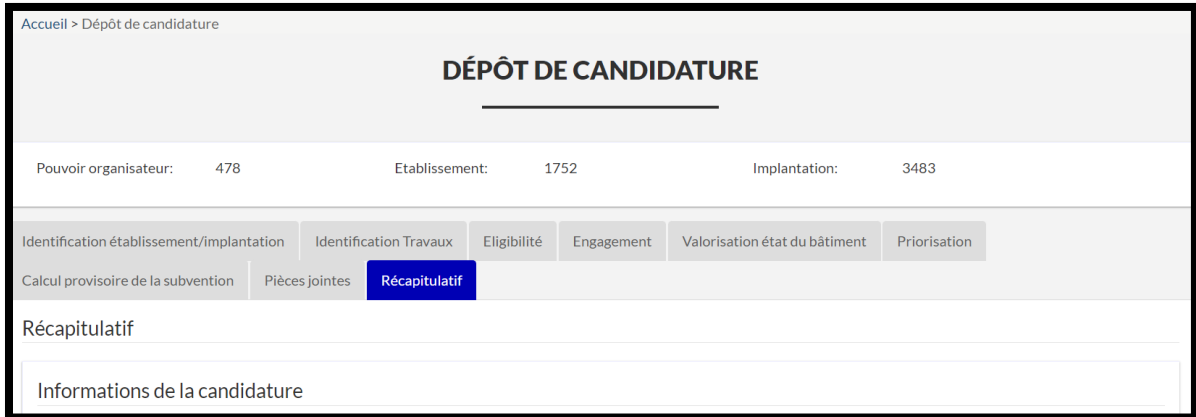 Accueil > Dépôt de candidature
DÉPÔT DE CANDIDATURE
Pouvoir organisateur: 478 Etablissement: 1752 Implantation: 3483
Identification établissement/implantation Identification Travaux Eligibilité Engagement Valorisation état du bâtiment Priorisation
Calcul provisoire de la subvention Pièces jointes Récapitulatif
Récapitulatif
Informations de la candidature